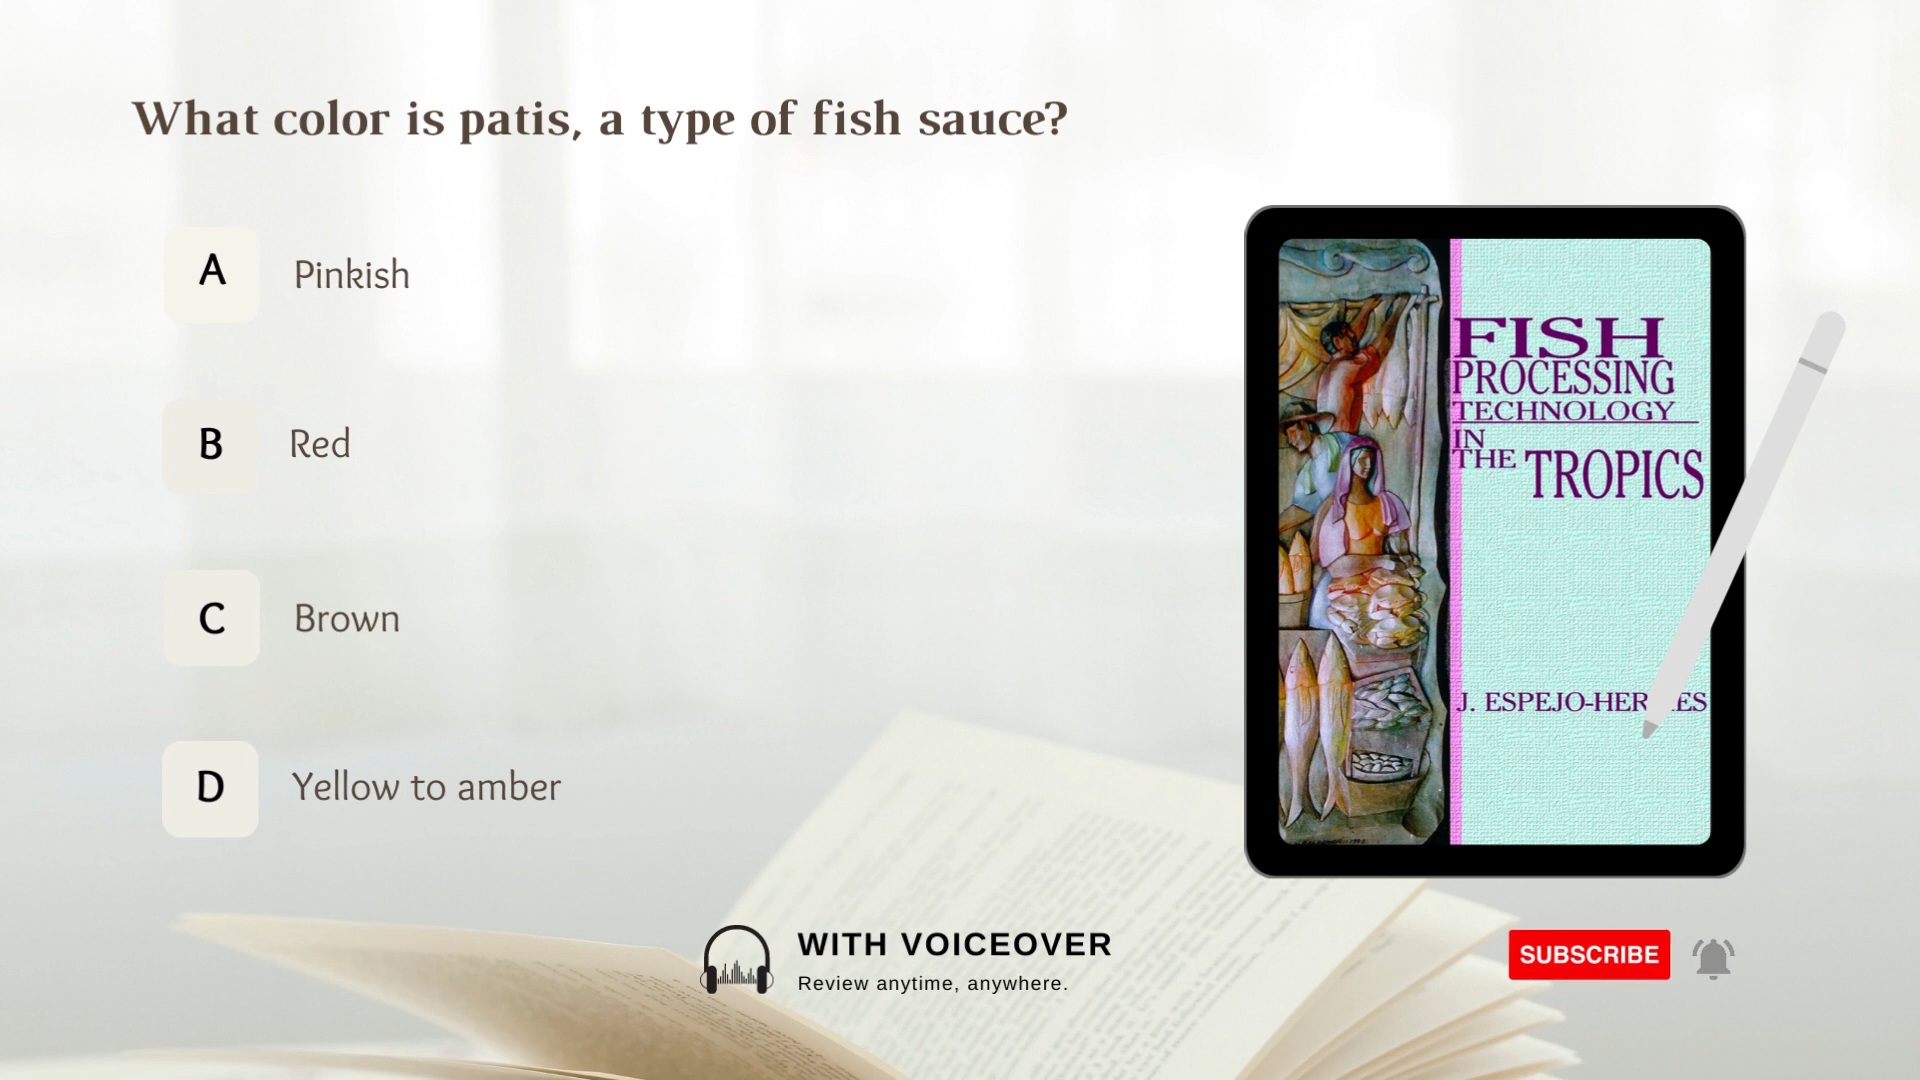 What color is patis, a type of fish sauce?
A Pinkish
B Red
C Brown
D Yellow to amber
FISH
PROCESSING
TECHNOLOGY
IN
THE TROPICS
J.
WITH VOICEOVER
Review anytime, anywhere.
SUBSCRIBE